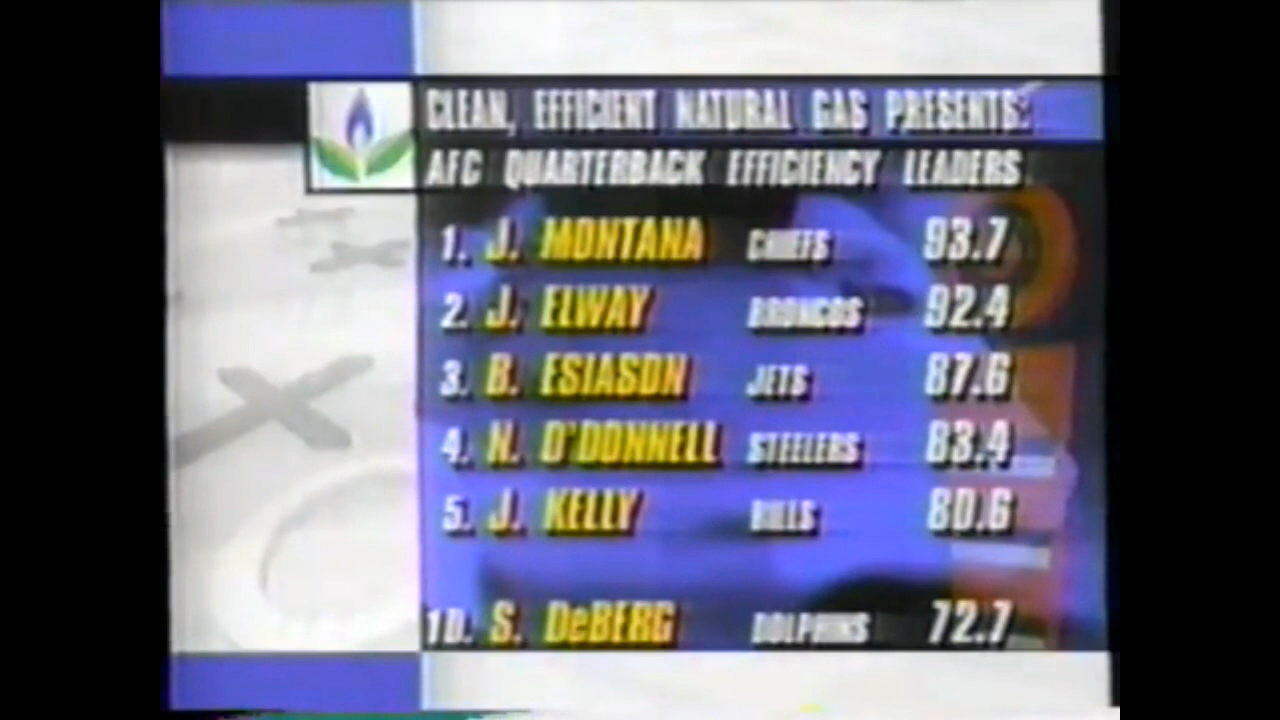 CLEAN, EFFICIENT NATURAL GAS PRESENTS:
AFC QUARTERBACK EFFICIENCY LEADERS
1. J. MONTANA CHIEFS 93.7
2. J. ELWAY BRONCOS 92.4
3. B. ESIASON JETS 87.6
4. N. O'DONNELL STEELERS 83.4
5. J. KELLY BILLS 80.6
10. S. DeBERG DOLPHINS 72.7